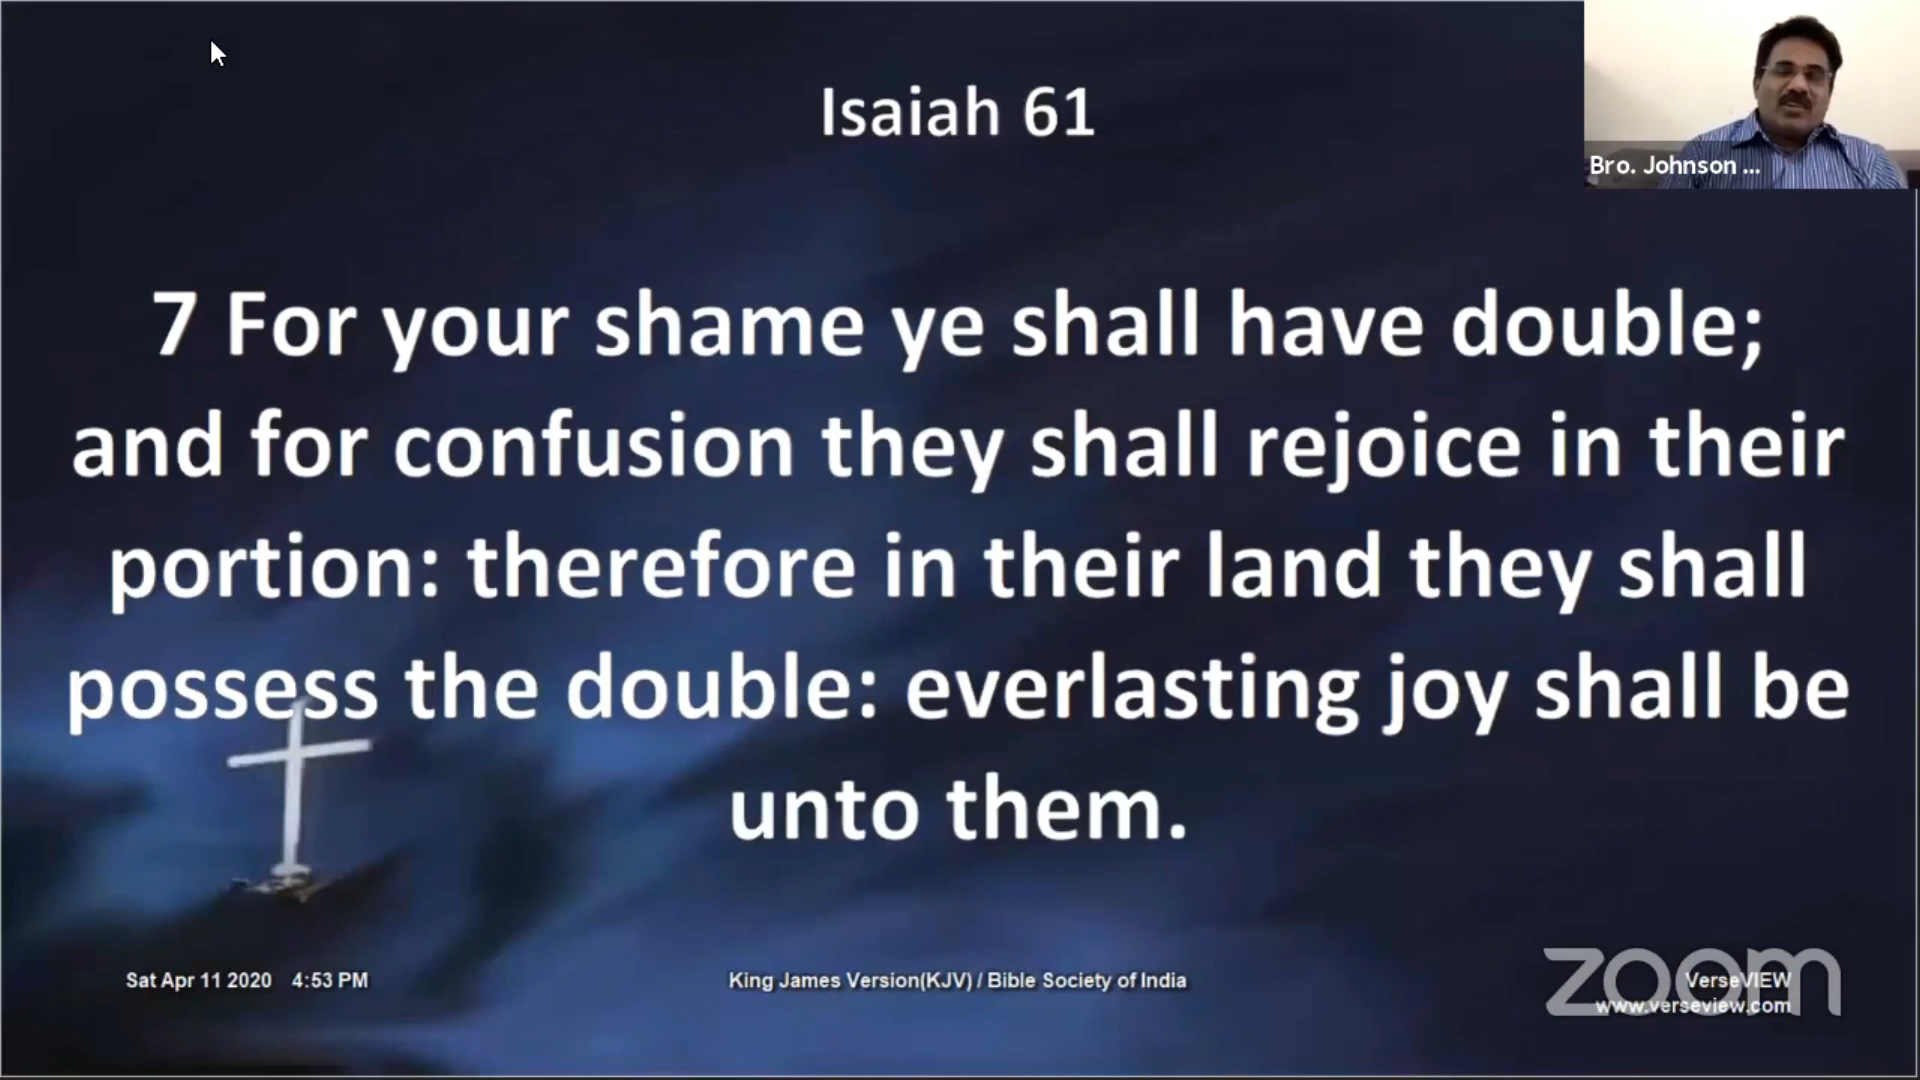 Isaiah 61
Bro. Johnson ...
7 For your shame ye shall have double;
and for confusion they shall rejoice in their
portion: therefore in their land they shall
possess the double: everlasting joy shall be
unto them.
Sat Apr 11 2020 4:53 PM
King James Version(KJV) / Bible Society of India
zoom
VerseVIEW
www.verseview.com